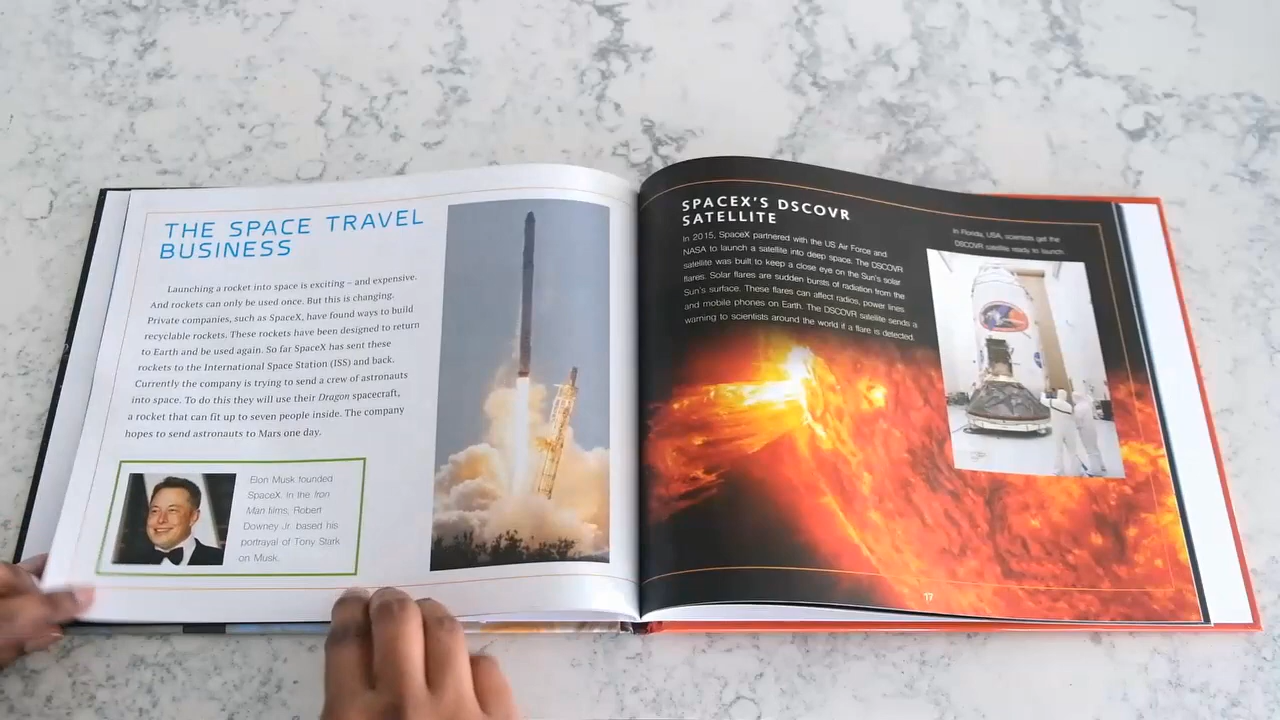 THE SPACE TRAVEL
BUSINESS
Launching a rocket into space is exciting – and expensive.
And rockets can only be used once. But this is changing.
Private companies, such as SpaceX, have found ways to build
recyclable rockets. These rockets have been designed to return
to Earth and be used again. So far SpaceX has sent these
rockets to the International Space Station (ISS) and back.
Currently the company is trying to send a crew of astronauts
into space. To do this they will use their Dragon spacecraft,
a rocket that can fit up to seven people inside. The company
hopes to send astronauts to Mars one day.
Elon Musk founded
SpaceX. In the Iron
Man films, Robert
Downey Jr. based his
portrayal of Tony Stark
on Musk.
SPACEX'S DSCOVR
SATELLITE
In 2015, SpaceX partnered with the US Air Force and
NASA to launch a satellite into deep space. The DSCOVR
satellite was built to keep a close eye on the Sun's solar
flares. Solar flares are sudden bursts of radiation from the
Sun's surface. These flares can affect radios, power lines
and mobile phones on Earth. The DSCOVR satellite sends a
warning to scientists around the world if a flare is detected.
In Florida, USA, scientists get the
DSCOVR satellite ready to launch.
17